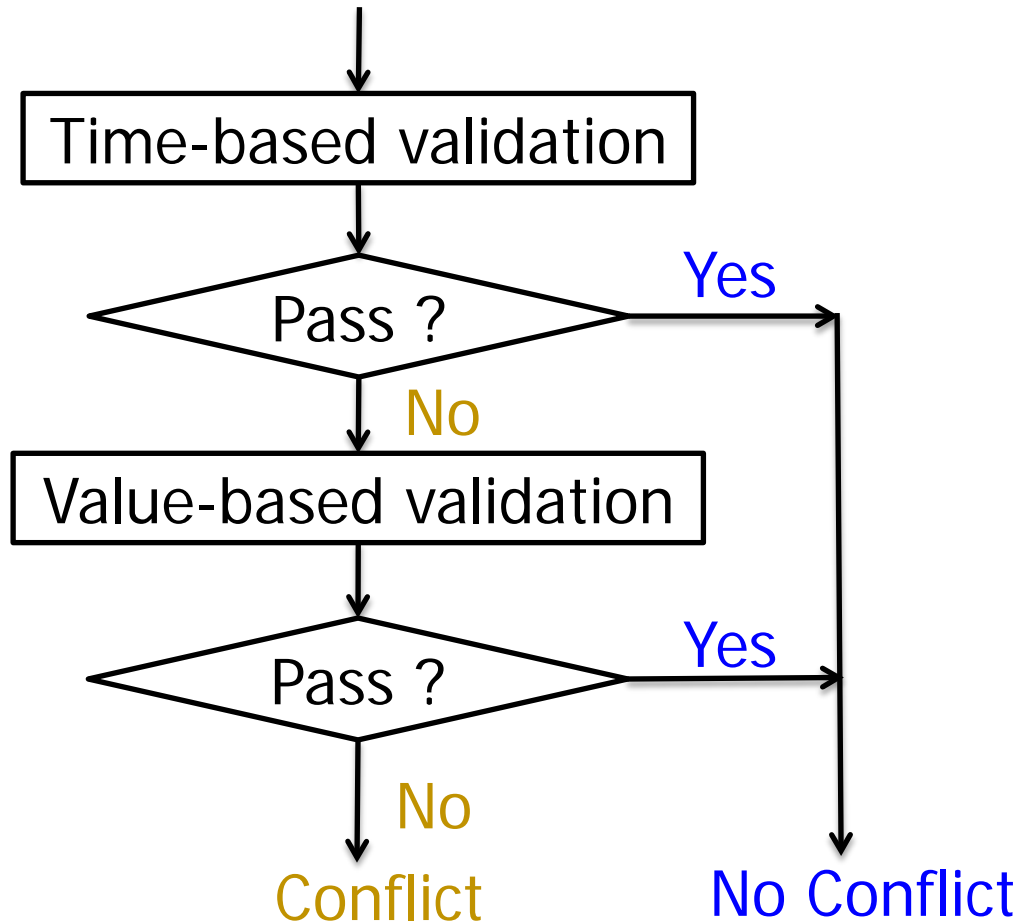 Time-based validation
Pass ?
Yes
No
Value-based validation
Pass ?
Yes
No
Conflict
No Conflict